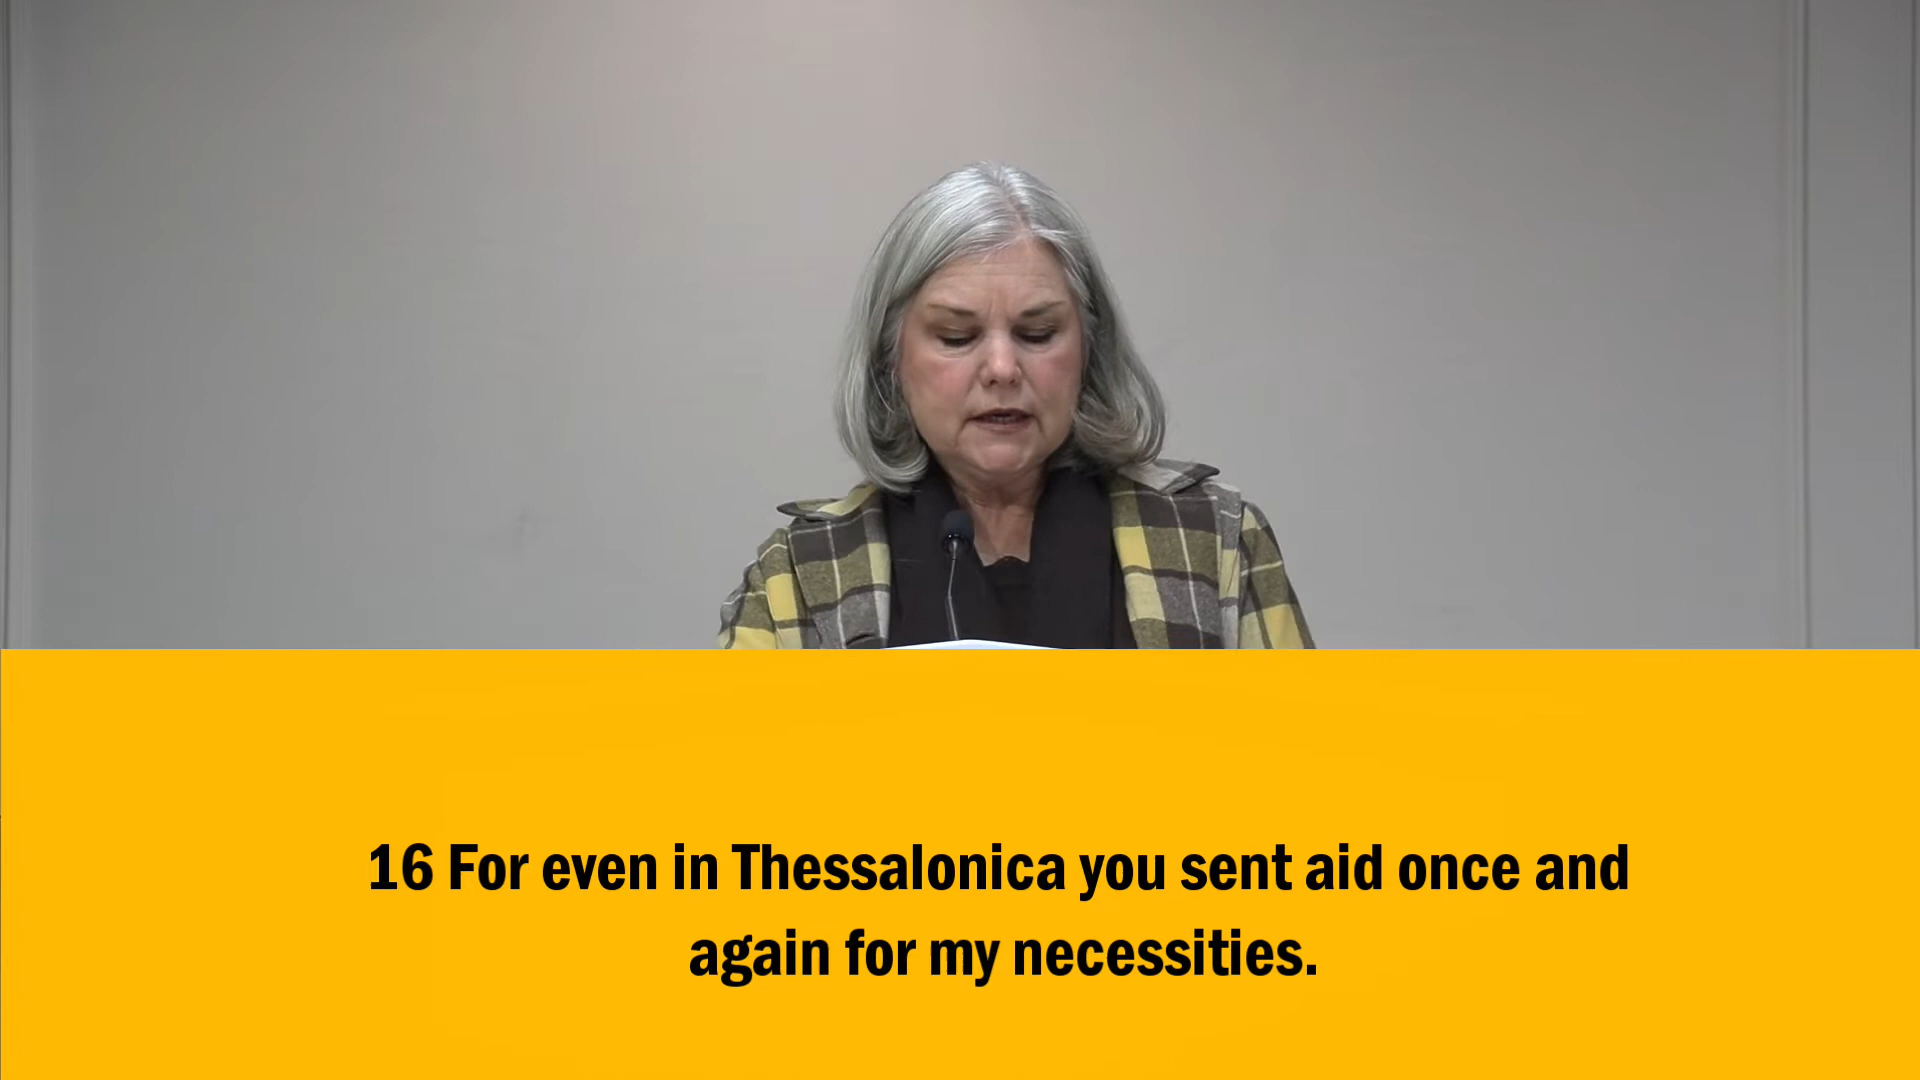 16 For even in Thessalonica you sent aid once and
again for my necessities.